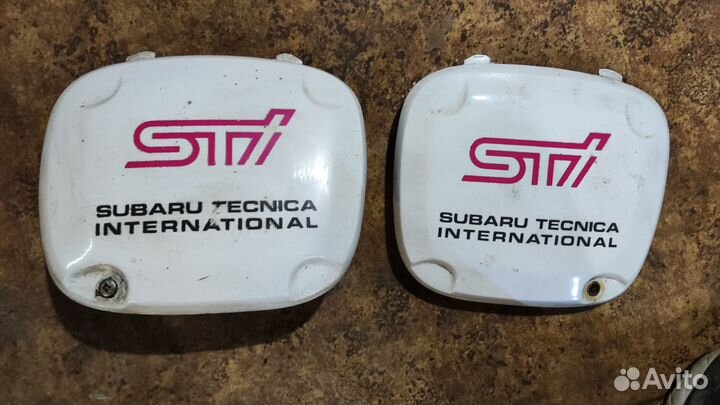 STi
SUBARU TECNICA
INTERNATIONAL
STi
SUBARU TECNICA
INTERNATIONAL
Avito